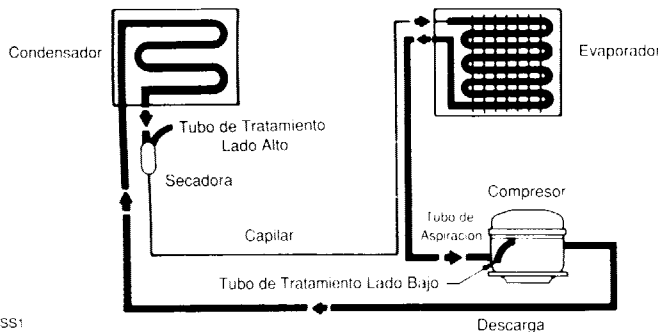 Condensador
Evaporador
Tubo de Tratamiento
Lado Alto
Secadora
Compresor
Tubo de
Aspiracion
Capilar
Tubo de Tratamiento Lado Bajo
SS1
Descarga